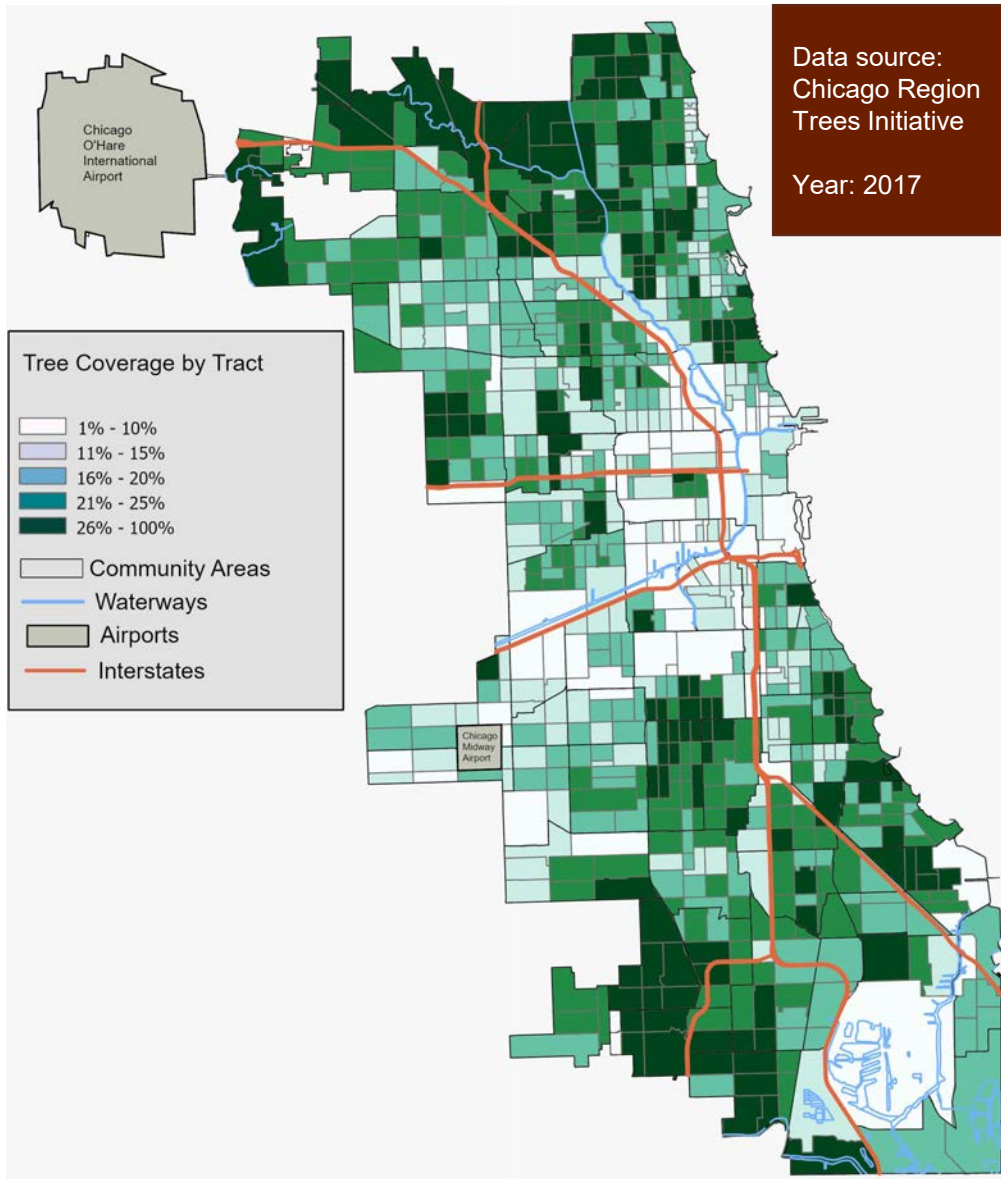 Data source:
Chicago Region
Trees Initiative
Year: 2017
Chicago
O'Hare
International
Airport
Tree Coverage by Tract
1% - 10%
11% - 15%
16% - 20%
21% - 25%
26% - 100%
Community Areas
Waterways
Airports
Interstates
Chicago
Midway
Airport